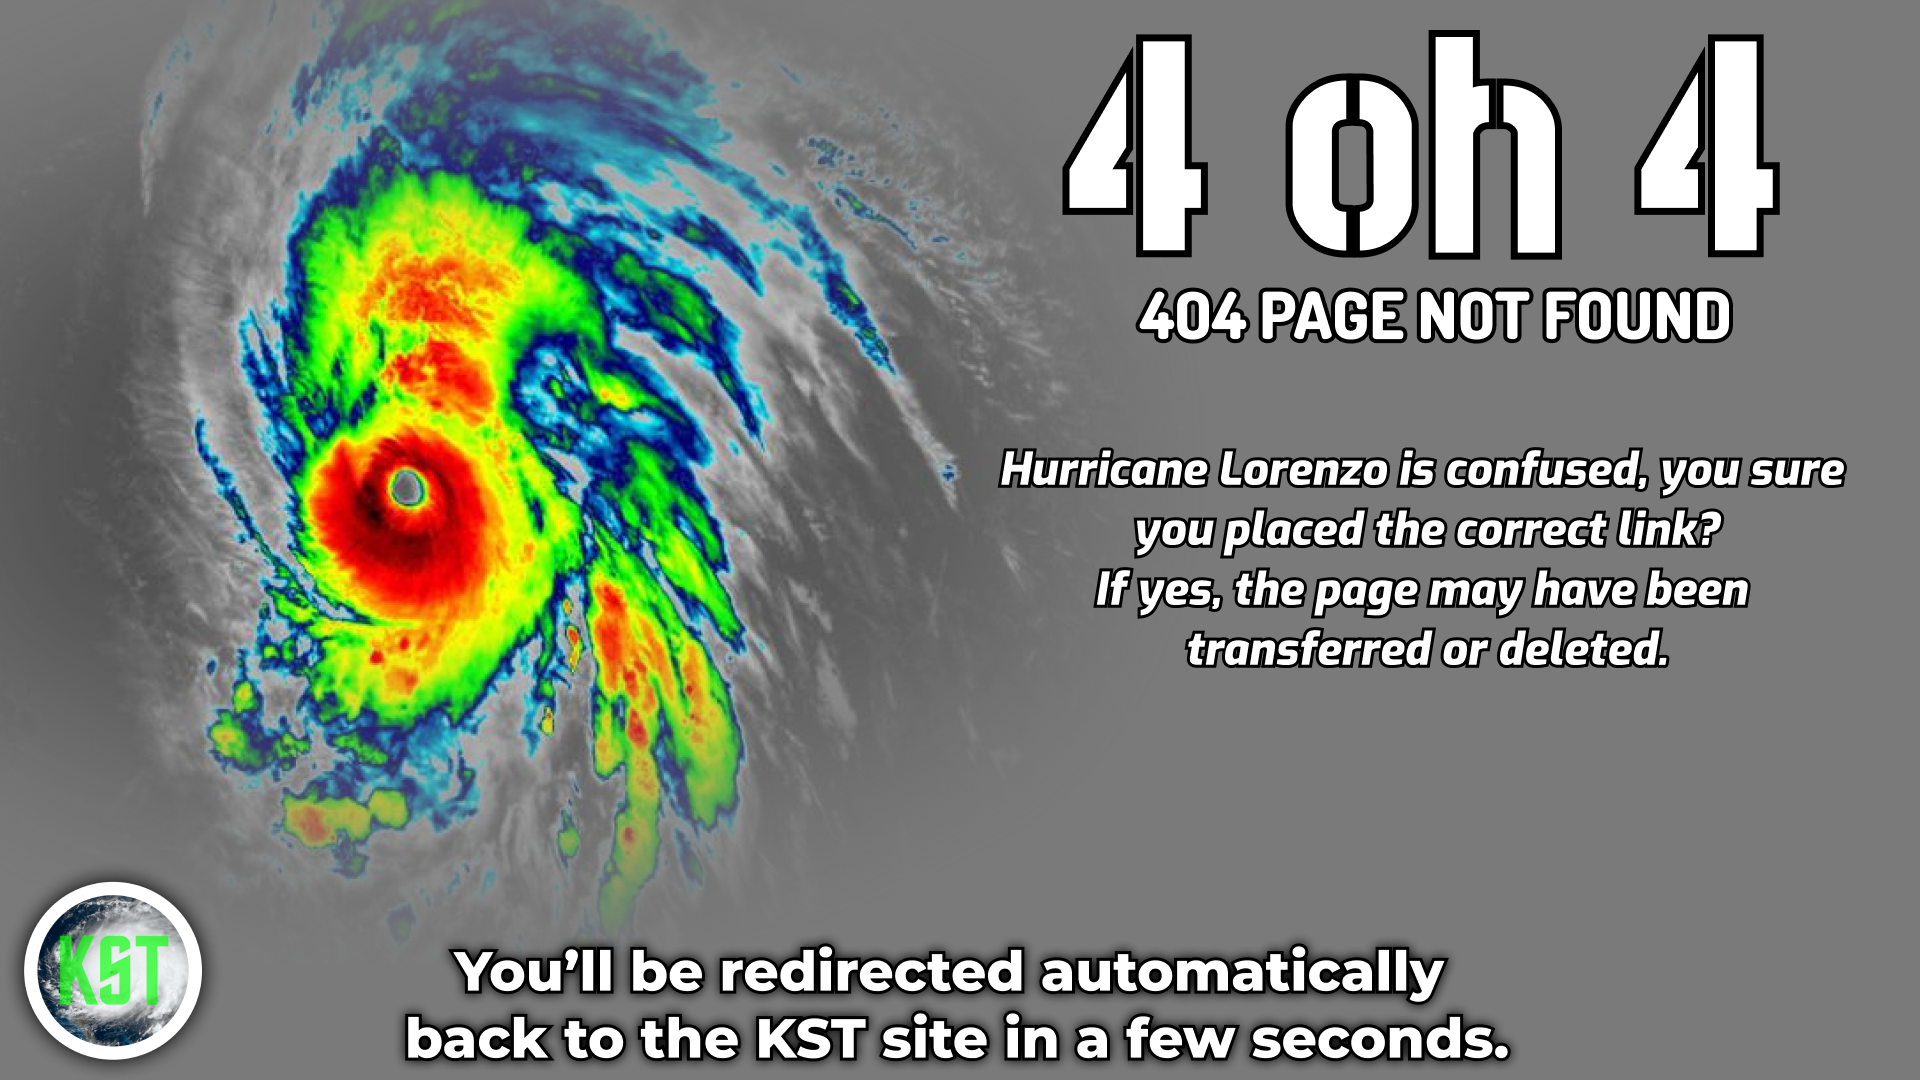 4 oh 4
404 PAGE NOT FOUND
Hurricane Lorenzo is confused, you sure
you placed the correct link?
If yes, the page may have been
transferred or deleted.
KST
You’ll be redirected automatically
back to the KST site in a few seconds.